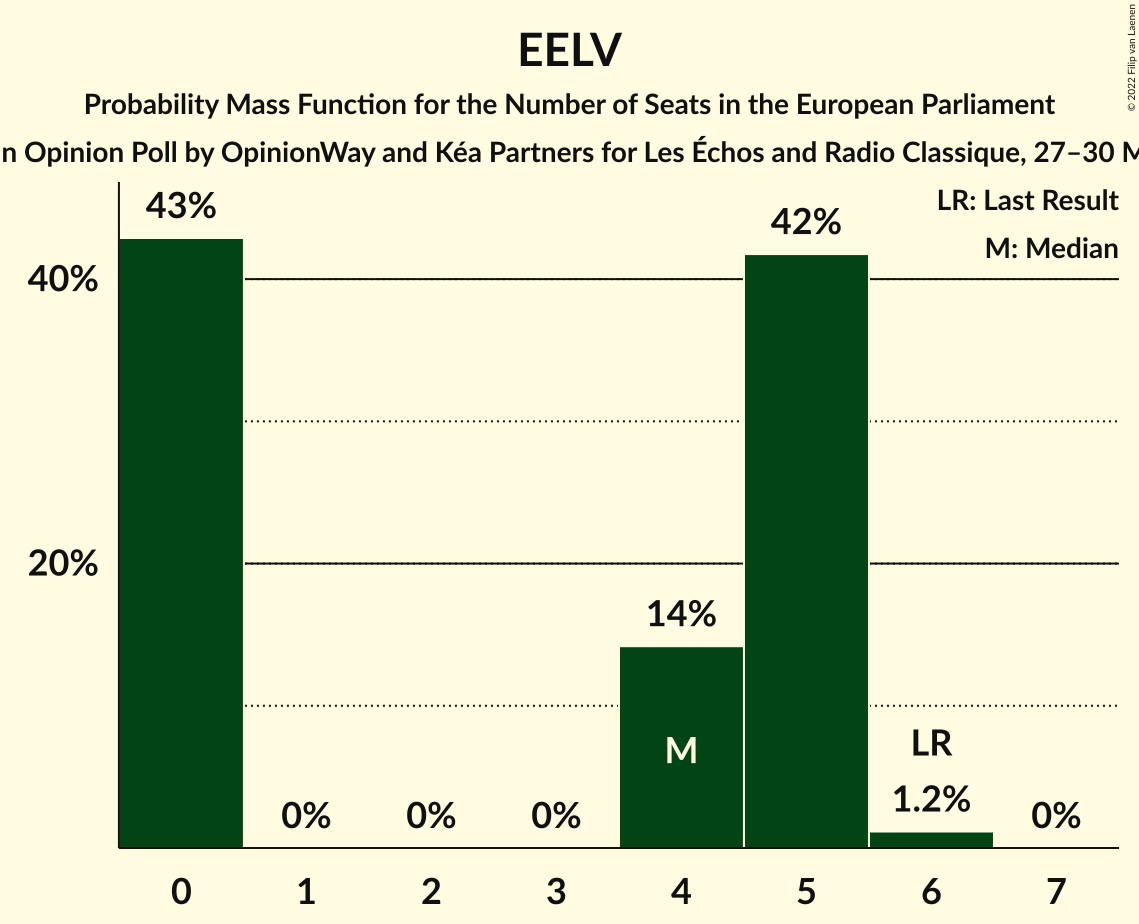 EELV
Probability Mass Function for the Number of Seats in the European Parliament
n Opinion Poll by OpinionWay and Kéa Partners for Les Échos and Radio Classique, 27–30 M
© 2022 Filip van Laenen
LR: Last Result
M: Median
43%
42%
40%
20%
14%
M
LR
1.2%
0%
0%
0%
0%
0
1
2
3
4
5
6
7